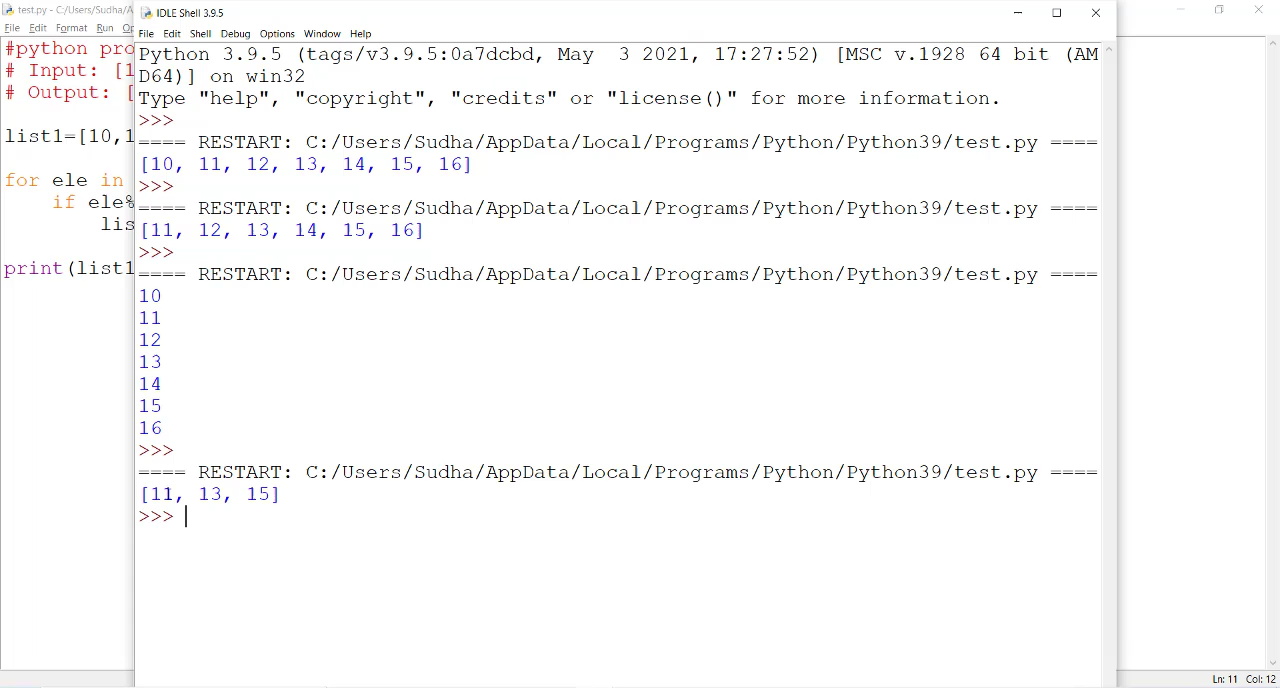 test.py - C:/Users/Sudha/A
File Edit Format Run Op
#python pro
# Input: [1
# Output: [
list1=[10,1
for ele in
if ele%
lis
print(list1
IDLE Shell 3.9.5
File Edit Shell Debug Options Window Help
Python 3.9.5 (tags/v3.9.5:0a7dcbd, May  3 2021, 17:27:52) [MSC v.1928 64 bit (AM
D64)] on win32
Type "help", "copyright", "credits" or "license()" for more information.
>>>
==== RESTART: C:/Users/Sudha/AppData/Local/Programs/Python/Python39/test.py ====
[10, 11, 12, 13, 14, 15, 16]
>>>
==== RESTART: C:/Users/Sudha/AppData/Local/Programs/Python/Python39/test.py ====
[11, 12, 13, 14, 15, 16]
>>>
==== RESTART: C:/Users/Sudha/AppData/Local/Programs/Python/Python39/test.py ====
10
11
12
13
14
15
16
>>>
==== RESTART: C:/Users/Sudha/AppData/Local/Programs/Python/Python39/test.py ====
[11, 13, 15]
>>>
Ln: 11 Col: 12